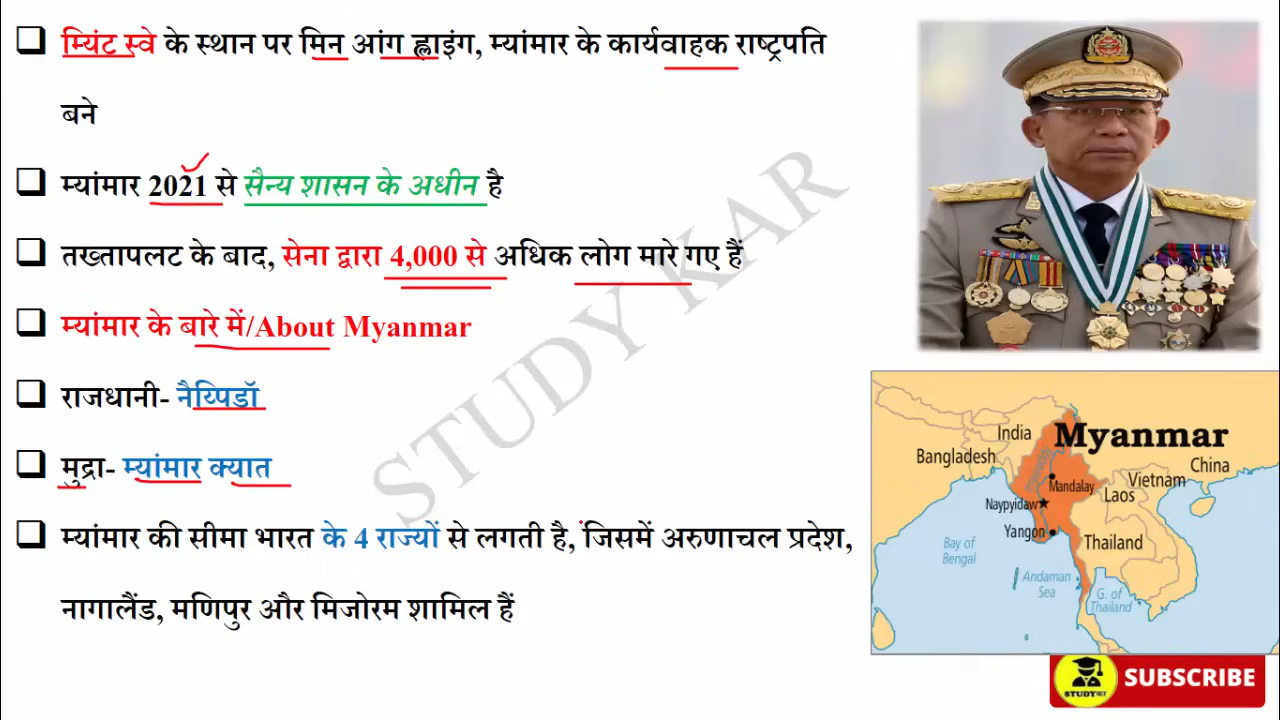 म्यिंट स्वे के स्थान पर मिन आंग ह्लाइंग, म्यांमार के कार्यवाहक राष्ट्रपति
बने
म्यांमार 2021 से सैन्य शासन के अधीन है
तख्तापलट के बाद, सेना द्वारा 4,000 से अधिक लोग मारे गए हैं
म्यांमार के बारे में/About Myanmar
राजधानी- नैय्पिडॉ
मुद्रा- म्यांमार क्यात
म्यांमार की सीमा भारत के 4 राज्यों से लगती है, जिसमें अरुणाचल प्रदेश,
नागालैंड, मणिपुर और मिजोरम शामिल हैं
STUDY KAR
Myanmar
India
Bangladesh
China
Mandalay
Vietnam
Laos
Naypyidaw
Yangon
Thailand
Bay of
Bengal
Andaman
Sea
G. of
Thailand
SUBSCRIBE